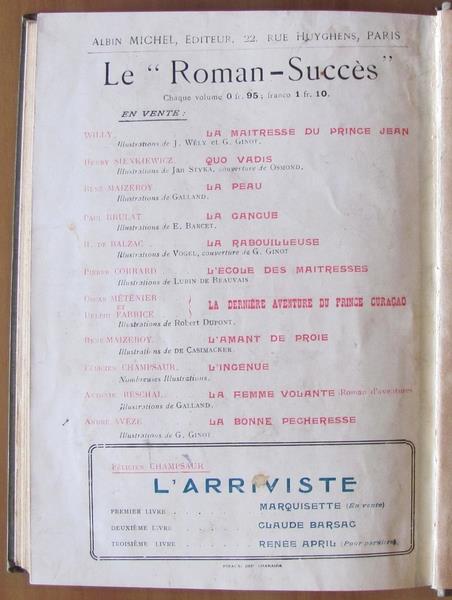 ALBIN MICHEL, EDITEUR, 22, RUE HUYGHENS, PARIS
Le "Roman-Succès"
Chaque volume 0 fr. 95; franco 1 fr. 10.
EN VENTE :
WILLY. LA MAITRESSE DU PRINCE JEAN
Illustrations de J. WÉLY et G. GINOT.
HENRY SIENKIEWICZ. QUO VADIS
Illustrations de JAN STYKA, couverture de OSMOND.
RENÉ MAIZEROY LA PEAU
Illustrations de GALLAND.
PAUL BRULAT LA GANGUE
Illustrations de E. BARCET.
H. DE BALZAC LA RABOUILLEUSE
Illustrations de VOGEL, couverture de G. GINOT
PIERRE CORRARD L'ECOLE DES MAITRESSES
Illustrations de LUBIN DE BEAUVAIS
OSCAR MÉTÉNIER
ET
DELPHI FABRICE
LA DERNIÈRE AVENTURE DU PRINCE CURAÇAO
Illustrations de Robert DUPONT.
RENÉ MAIZEROY. L'AMANT DE PROIE
Illustrations de DE CASIMACKER.
FÉLICIEN CHAMPSAUR. L'INGENUE
Nombreuses Illustrations.
RESCHAL. LA FEMME VOLANTE (Roman d'aventures
Illustrations de GALLAND.
ANDRÉ AVÈZE LA BONNE PECHERESSE
Illustrations de G. GINOT
FÉLICIEN CHAMPSAUR
L'ARRIVISTE
PREMIER LIVRE . . . . MARQUISETTE (En vente)
DEUXIÈME LIVRE . . . . CLAUDE BARSAC
TROISIÈME LIVRE . . . . RENÉE APRIL (Pour paraître)